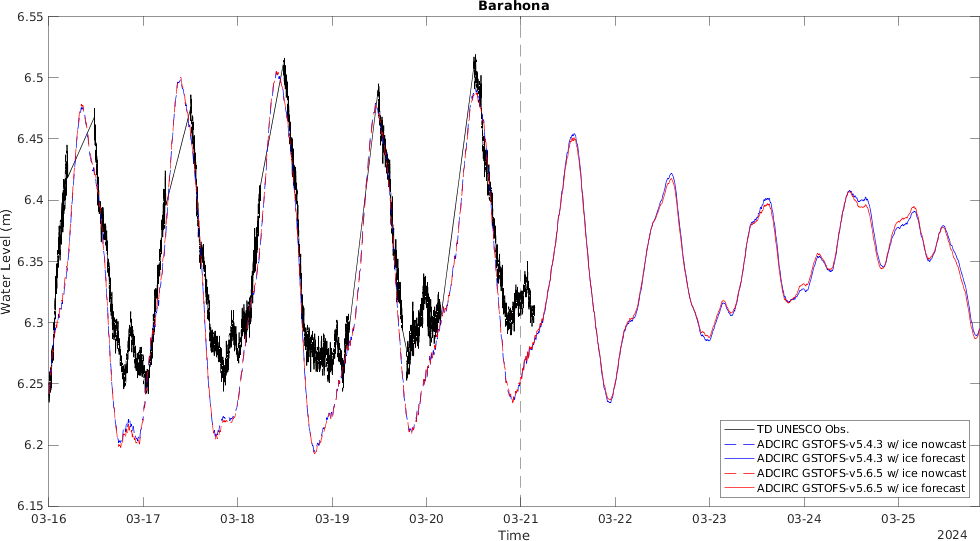 Barahona
6.55
6.5
6.45
6.4
6.35
6.3
6.25
6.2
6.15
Water Level (m)
TD UNESCO Obs.
ADCIRC GSTOFS-v5.4.3 w/ ice nowcast
ADCIRC GSTOFS-v5.4.3 w/ ice forecast
ADCIRC GSTOFS-v5.6.5 w/ ice nowcast
ADCIRC GSTOFS-v5.6.5 w/ ice forecast
03-16 03-17 03-18 03-19 03-20 03-21 03-22 03-23 03-24 03-25
Time
2024